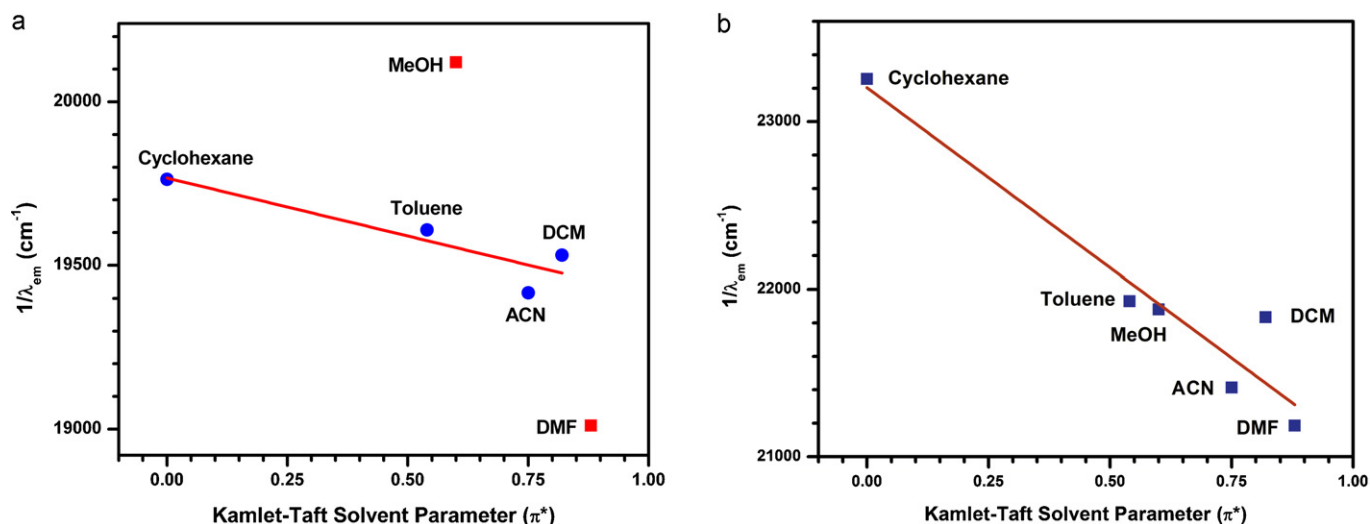 a
1/λem (cm-1)
20000
19500
19000
MeOH
Cyclohexane
Toluene
DCM
ACN
DMF
0.00 0.25 0.50 0.75 1.00
Kamlet-Taft Solvent Parameter (π*)
b
1/λem (cm-1)
23000
22000
21000
Cyclohexane
Toluene
MeOH
DCM
ACN
DMF
0.00 0.25 0.50 0.75 1.00
Kamlet-Taft Solvent Parameter (π*)